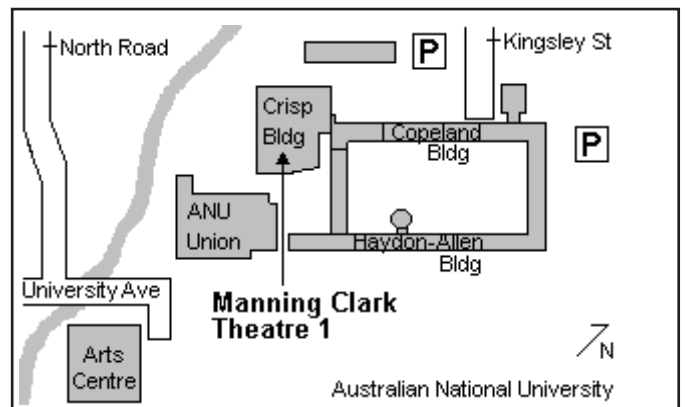 North Road
P
Kingsley St
Crisp
Bldg
Copeland
Bldg
P
ANU
Union
Haydon-Allen
Bldg
University Ave
Manning Clark
Theatre 1
Arts
Centre
N
Australian National University